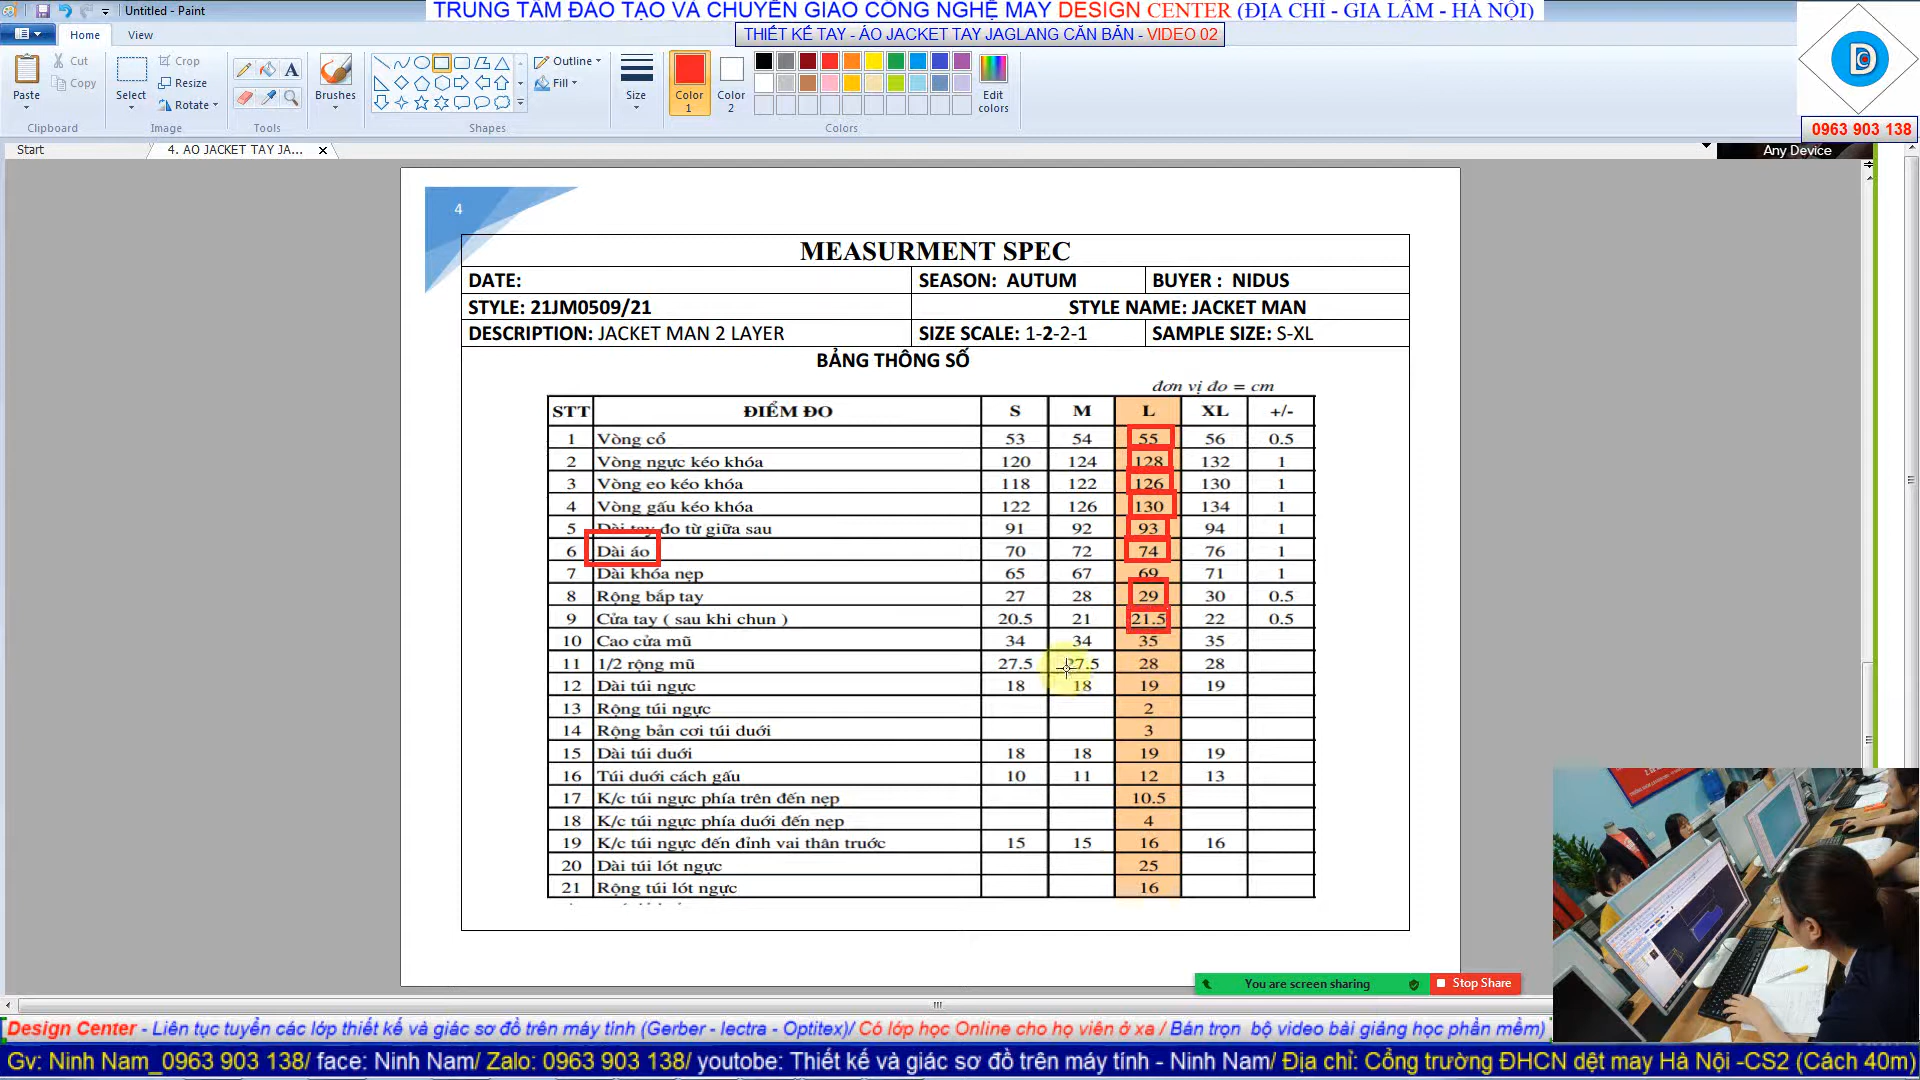 Untitled - Paint
TRUNG TÂM ĐÀO TẠO VÀ CHUYỂN GIAO CÔNG NGHỆ MAY DESIGN CENTER (ĐỊA CHỈ - GIA LÂM - HÀ NỘI)
THIẾT KẾ TAY - ÁO JACKET TAY JAGLANG CĂN BẢN - VIDEO 02
Home View
Paste Cut Copy Clipboard
Select Crop Resize Rotate Image
Tools
Brushes
Shapes Outline Fill
Size
Color 1 Color 2 Edit colors Colors
0963 903 138
Start 4. AO JACKET TAY JA...
Any Device
4
MEASURMENT SPEC
DATE: SEASON: AUTUM BUYER : NIDUS
STYLE: 21JM0509/21 STYLE NAME: JACKET MAN
DESCRIPTION: JACKET MAN 2 LAYER SIZE SCALE: 1-2-2-1 SAMPLE SIZE: S-XL
BẢNG THÔNG SỐ
đơn vị đo = cm
STT ĐIỂM ĐO S M L XL +/-
1 Vòng cổ 53 54 55 56 0.5
2 Vòng ngực kéo khóa 120 124 128 132 1
3 Vòng eo kéo khóa 118 122 126 130 1
4 Vòng gấu kéo khóa 122 126 130 134 1
5 Dài tay đo từ giữa sau 91 92 93 94 1
6 Dài áo 70 72 74 76 1
7 Dài khóa nẹp 65 67 69 71 1
8 Rộng bắp tay 27 28 29 30 0.5
9 Cửa tay ( sau khi chun ) 20.5 21 21.5 22 0.5
10 Cao cửa mũ 34 34 35 35
11 1/2 rộng mũ 27.5 27.5 28 28
12 Dài túi ngực 18 18 19 19
13 Rộng túi ngực 2
14 Rộng bản cơi túi dưới 3
15 Dài túi dưới 18 18 19 19
16 Túi dưới cách gấu 10 11 12 13
17 K/c túi ngực phía trên đến nẹp 10.5
18 K/c túi ngực phía dưới đến nẹp 4
19 K/c túi ngực đến đỉnh vai thân trước 15 15 16 16
20 Dài túi lót ngực 25
21 Rộng túi lót ngực 16
You are screen sharing Stop Share
Design Center - Liên tục tuyển các lớp thiết kế và giác sơ đồ trên máy tính (Gerber - lectra - Optitex)/ Có lớp học Online cho họ viên ở xa / Bán trọn bộ video bài giảng học phần mềm)
Gv: Ninh Nam_0963 903 138/ face: Ninh Nam/ Zalo: 0963 903 138/ youtobe: Thiết kế và giác sơ đồ trên máy tính - Ninh Nam/ Địa chỉ: Cổng trường ĐHCN dệt may Hà Nội -CS2 (Cách 40m)